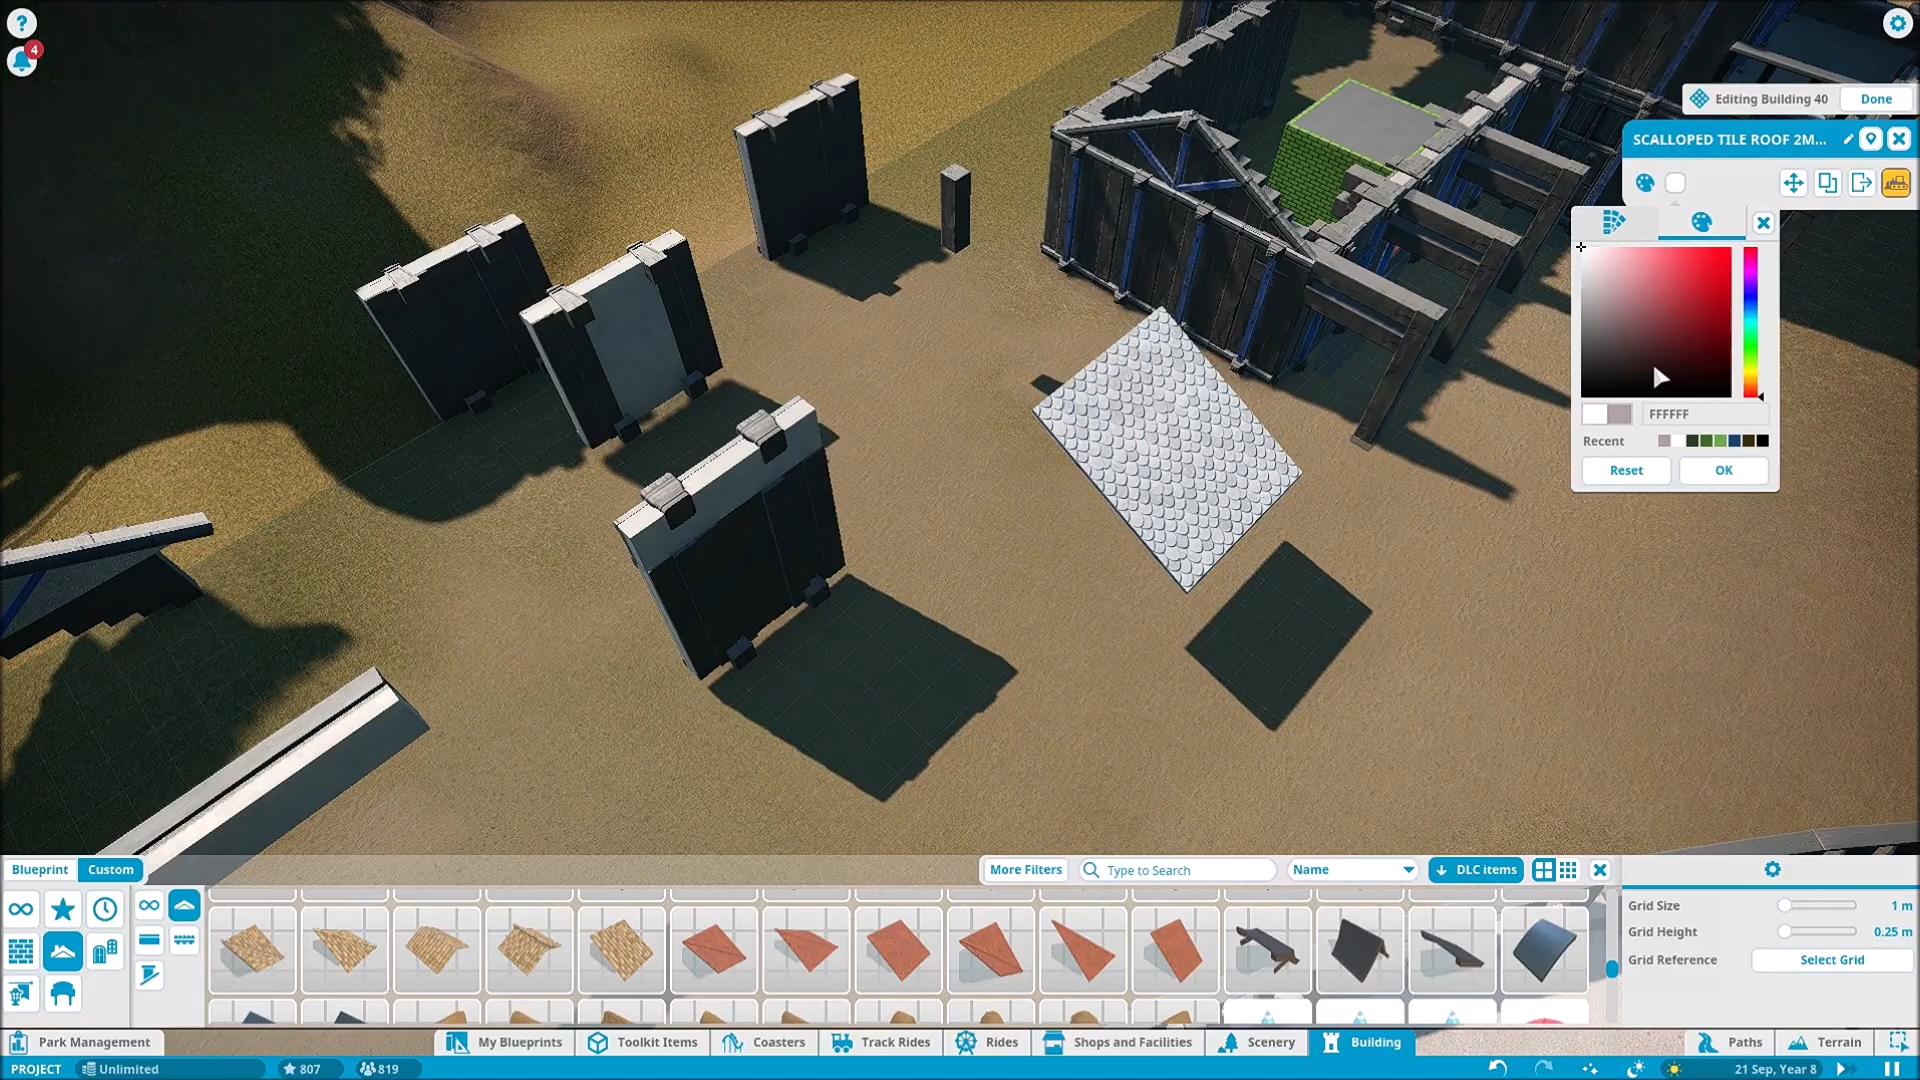 ?
4
Editing Building 40
Done
SCALLOPED TILE ROOF 2M...
FFFFFF
Recent
Reset
OK
Blueprint
Custom
More Filters
Type to Search
Name
DLC items
Grid Size
1 m
Grid Height
0.25 m
Grid Reference
Select Grid
Park Management
My Blueprints
Toolkit Items
Coasters
Track Rides
Rides
Shops and Facilities
Scenery
Building
Paths
Terrain
PROJECT
Unlimited
807
819
21 Sep, Year 8